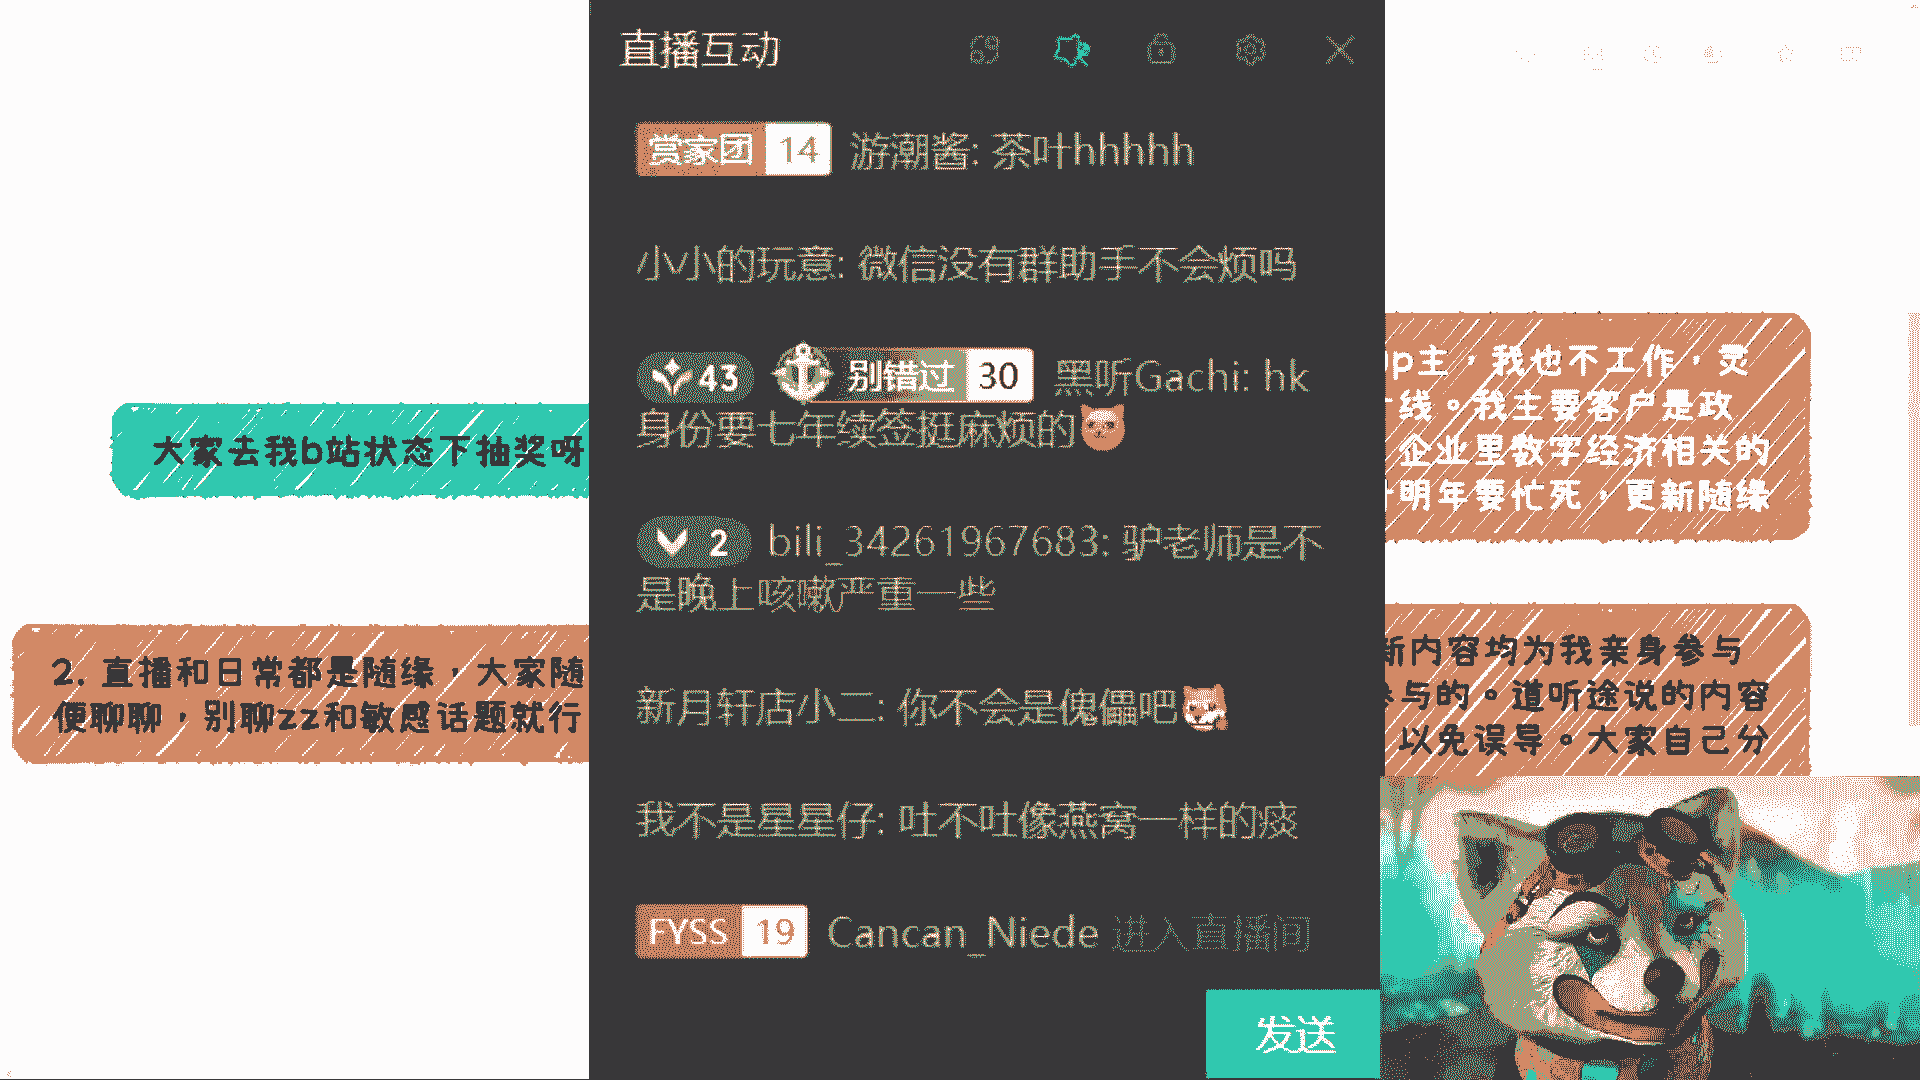 直播互动
赏家团 14 游潮酱: 茶叶hhhhh
小小的玩意: 微信没有群助手不会烦吗
43 别错过 30 黑听Gachi: hk
身份要七年续签挺麻烦的
2 bili_34261967683: 驴老师是不
是晚上咳嗽严重一些
新月轩店小二: 你不会是傀儡吧
我不是星星仔: 吐不吐像燕窝一样的痰
FYSS 19 Cancan_Niede 进入直播间
发送
大家去我b站状态下抽奖呀
2. 直播和日常都是随缘，大家随
便聊聊，别聊zz和敏感话题就行
p主，我也不工作，灵
线。我主要客户是政
企业里数字经济相关的
明年要忙死，更新随缘
新内容均为我亲身参与
参与的。道听途说的内容
以免误导。大家自己分